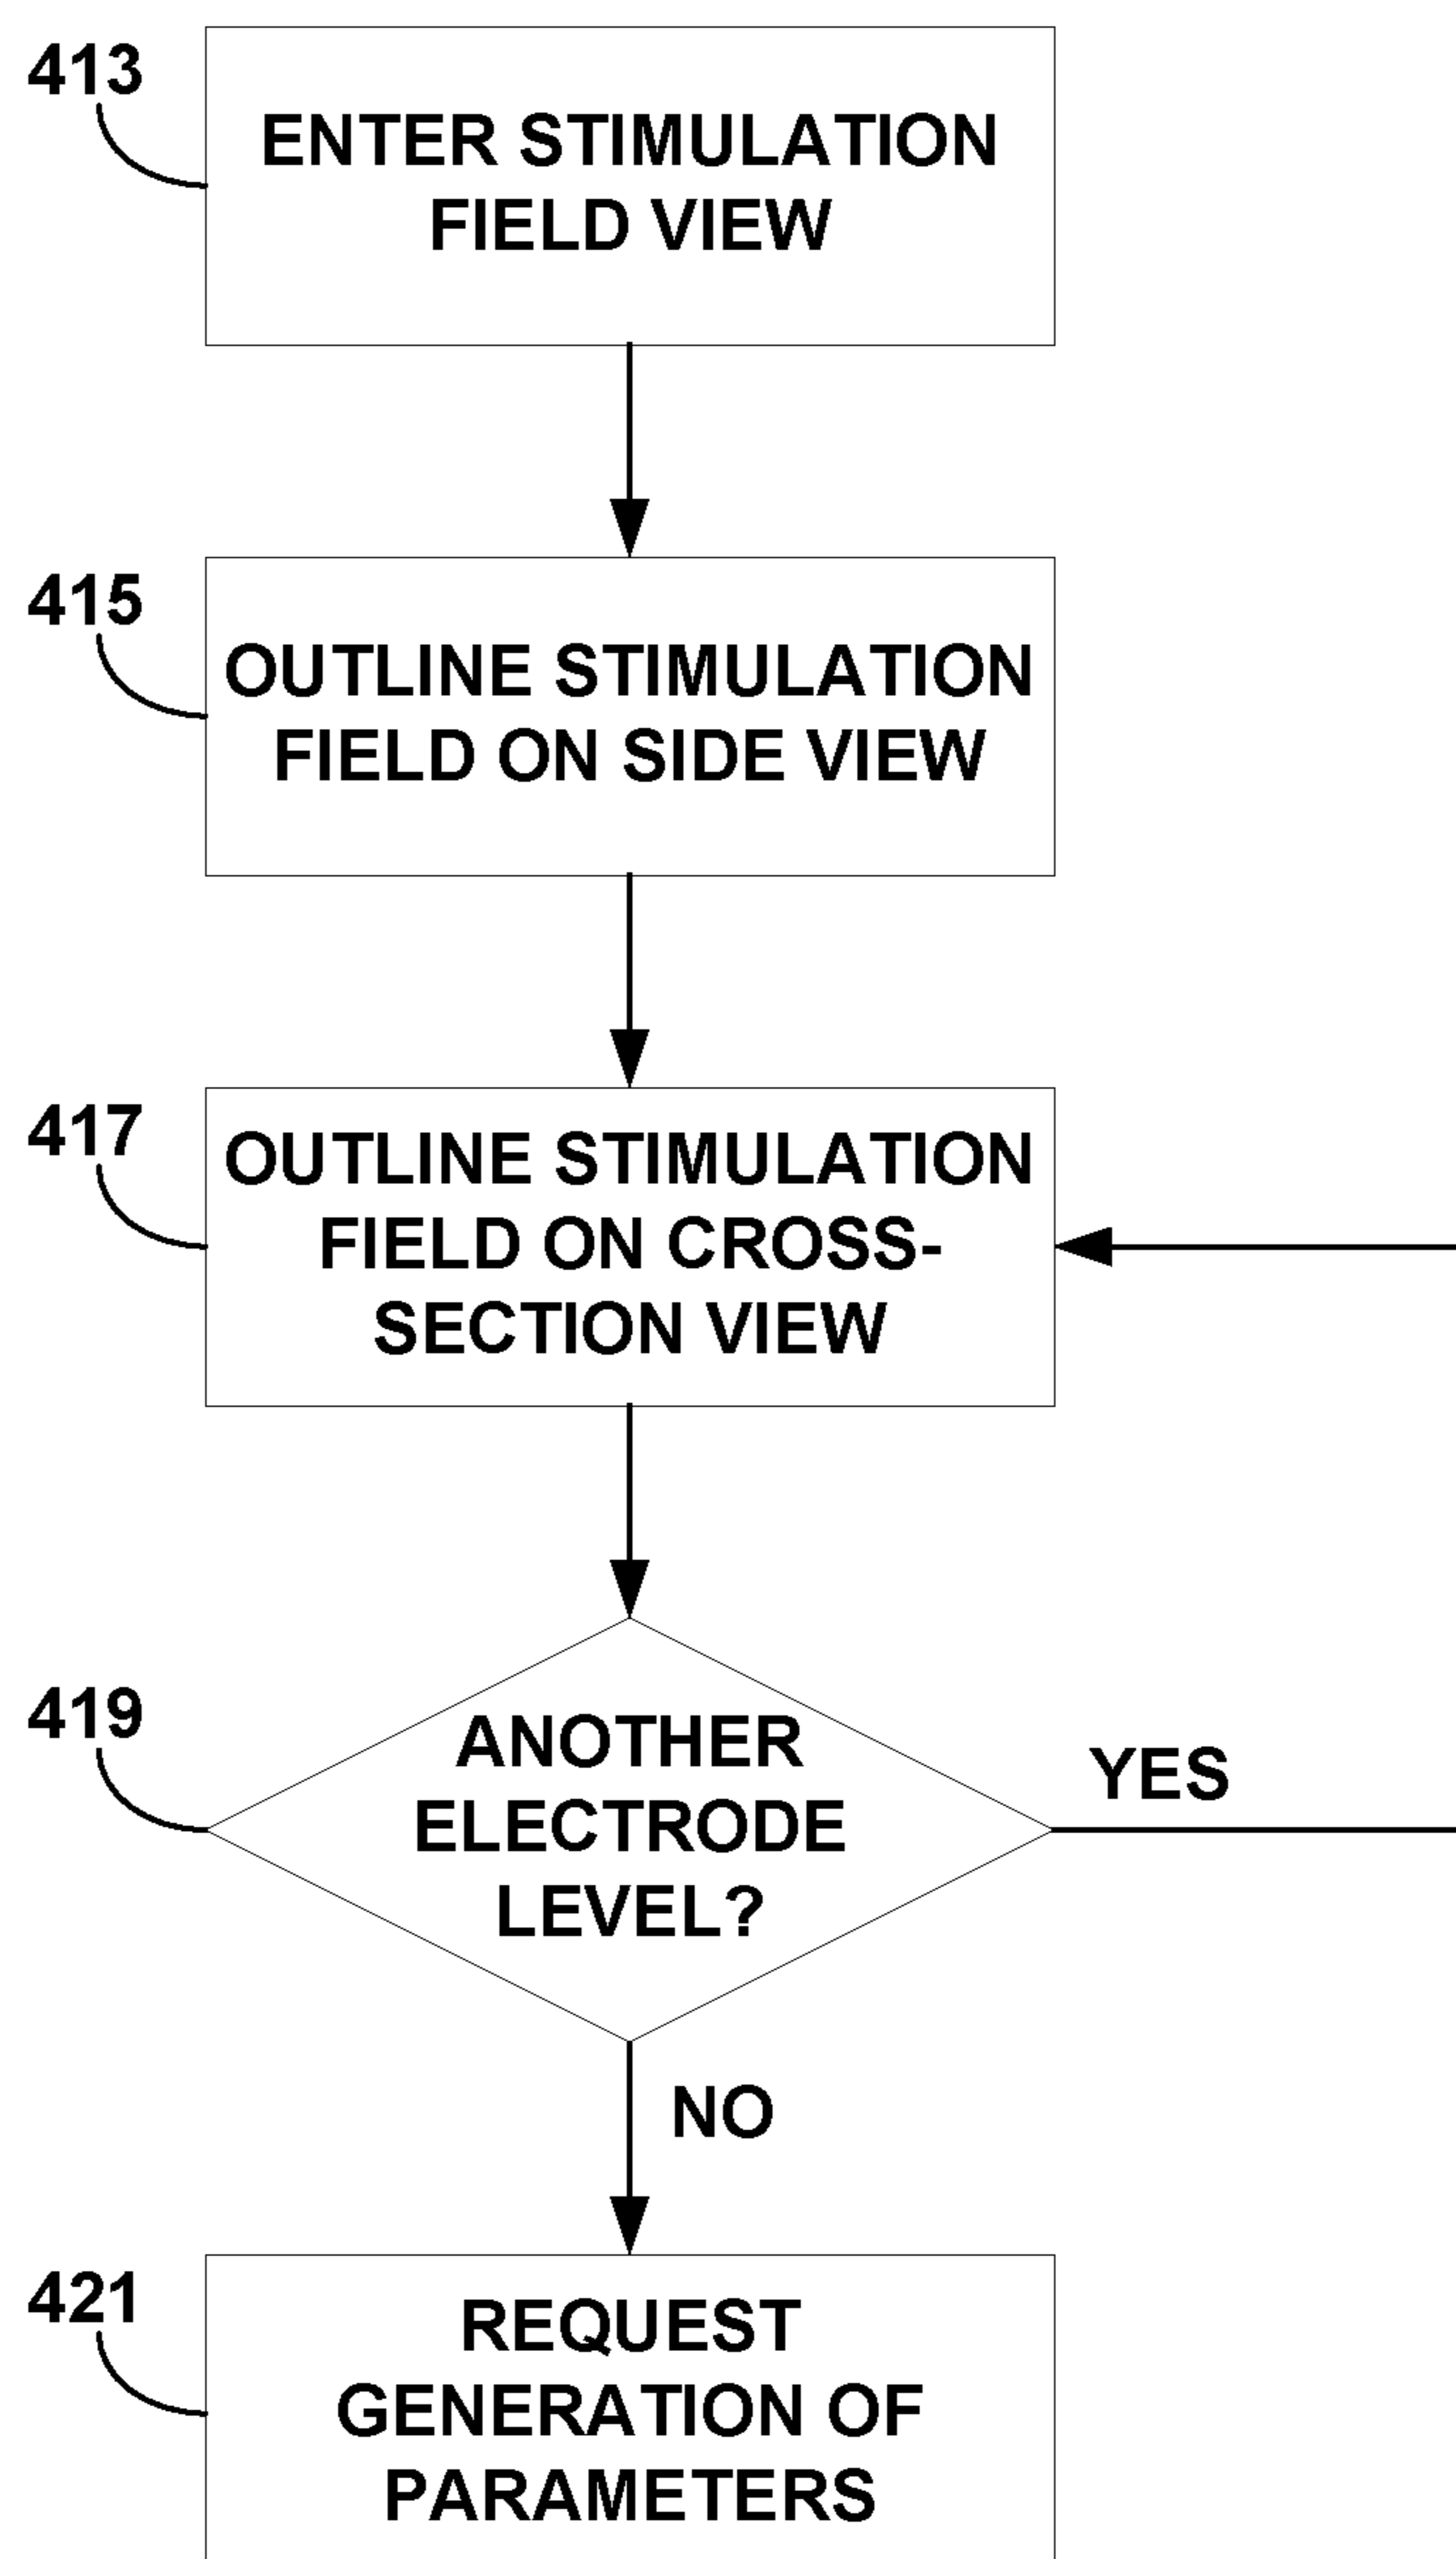 413
ENTER STIMULATION
FIELD VIEW
415
OUTLINE STIMULATION
FIELD ON SIDE VIEW
417
OUTLINE STIMULATION
FIELD ON CROSS-
SECTION VIEW
419
ANOTHER
ELECTRODE
LEVEL?
YES
NO
421
REQUEST
GENERATION OF
PARAMETERS